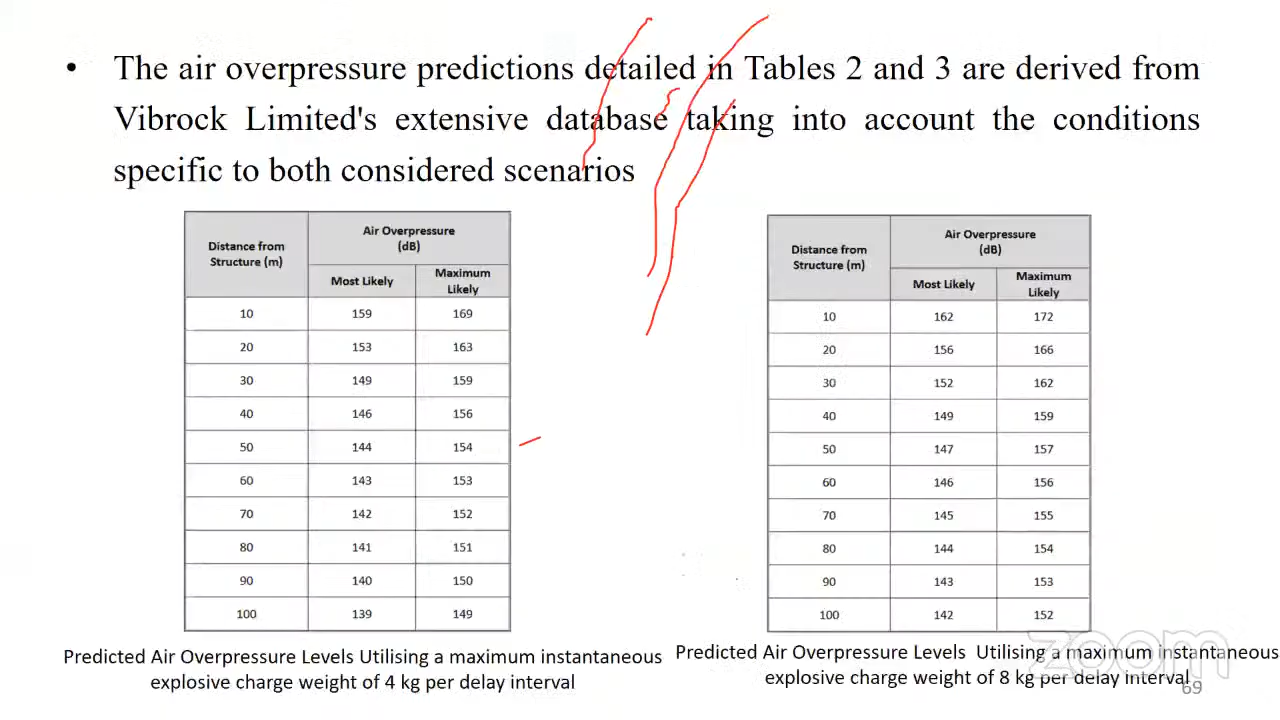 • The air overpressure predictions detailed in Tables 2 and 3 are derived from
Vibrock Limited's extensive database taking into account the conditions
specific to both considered scenarios
Distance from
Structure (m)
Air Overpressure
(dB)
Most Likely
Maximum
Likely
10 159 169
20 153 163
30 149 159
40 146 156
50 144 154
60 143 153
70 142 152
80 141 151
90 140 150
100 139 149
Predicted Air Overpressure Levels Utilising a maximum instantaneous
explosive charge weight of 4 kg per delay interval
Distance from
Structure (m)
Air Overpressure
(dB)
Most Likely
Maximum
Likely
10 162 172
20 156 166
30 152 162
40 149 159
50 147 157
60 146 156
70 145 155
80 144 154
90 143 153
100 142 152
Predicted Air Overpressure Levels Utilising a maximum instantaneous
explosive charge weight of 8 kg per delay interval
69
zoom